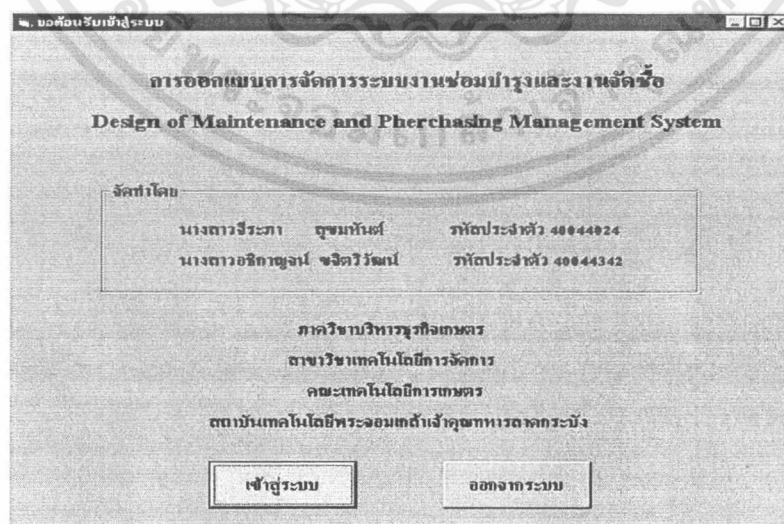 ขอต้อนรับเข้าสู่ระบบ
การออกแบบการจัดการระบบงานซ่อมบำรุงและงานจัดซื้อ
Design of Maintenance and Pherchasing Management System
จัดทำโดย
นางสาววีระภา สุขมหันต์ รหัสประจำตัว 40044024
นางสาวอธิกาญจน์ ขจิตวิวัฒน์ รหัสประจำตัว 40044342
ภาควิชาบริหารธุรกิจเกษตร
สาขาวิชาเทคโนโลยีการจัดการ
คณะเทคโนโลยีการเกษตร
สถาบันเทคโนโลยีพระจอมเกล้าเจ้าคุณทหารลาดกระบัง
เข้าสู่ระบบ ออกจากระบบ